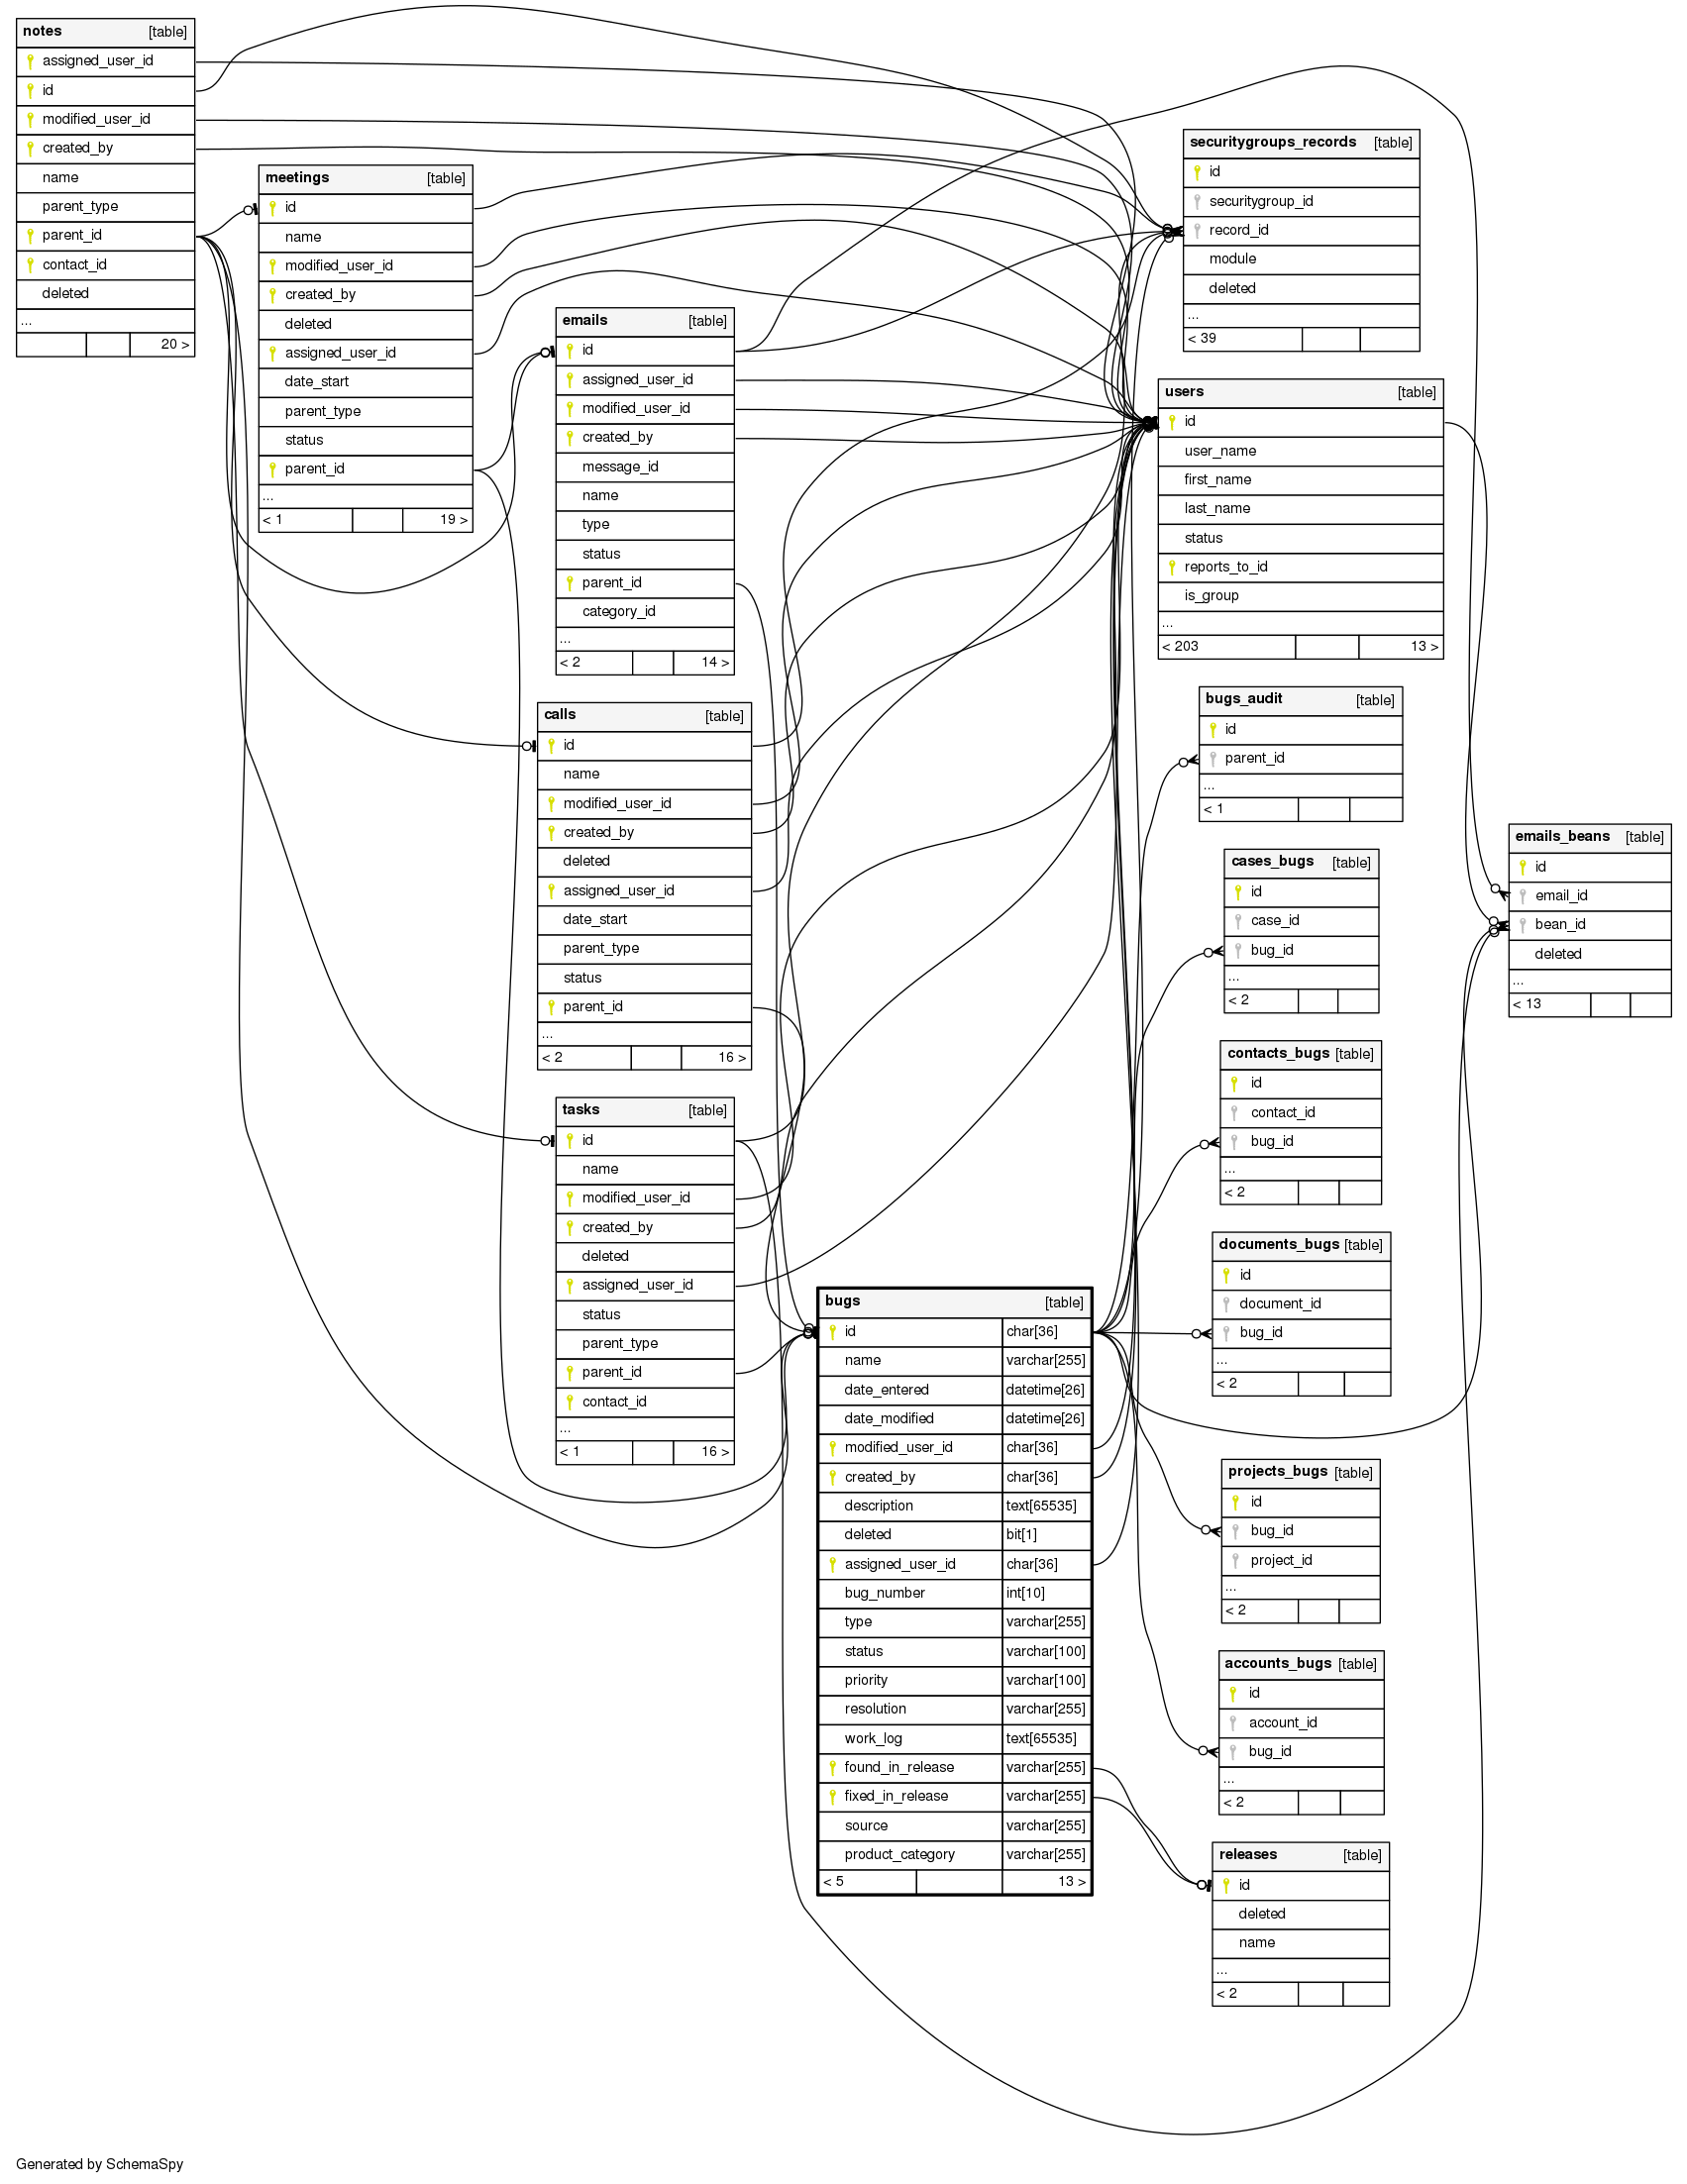 notes [table]
assigned_user_id
id
modified_user_id
created_by
name
parent_type
parent_id
contact_id
deleted
...
20 >
meetings [table]
id
name
modified_user_id
created_by
deleted
assigned_user_id
date_start
parent_type
status
parent_id
...
< 1 19 >
emails [table]
id
assigned_user_id
modified_user_id
created_by
message_id
name
type
status
parent_id
category_id
...
< 2 14 >
calls [table]
id
name
modified_user_id
created_by
deleted
assigned_user_id
date_start
parent_type
status
parent_id
...
< 2 16 >
tasks [table]
id
name
modified_user_id
created_by
deleted
assigned_user_id
status
parent_type
parent_id
contact_id
...
< 1 16 >
bugs [table]
id char[36]
name varchar[255]
date_entered datetime[26]
date_modified datetime[26]
modified_user_id char[36]
created_by char[36]
description text[65535]
deleted bit[1]
assigned_user_id char[36]
bug_number int[10]
type varchar[255]
status varchar[100]
priority varchar[100]
resolution varchar[255]
work_log text[65535]
found_in_release varchar[255]
fixed_in_release varchar[255]
source varchar[255]
product_category varchar[255]
< 5 13 >
securitygroups_records [table]
id
securitygroup_id
record_id
module
deleted
...
< 39
users [table]
id
user_name
first_name
last_name
status
reports_to_id
is_group
...
< 203 13 >
bugs_audit [table]
id
parent_id
...
< 1
cases_bugs [table]
id
case_id
bug_id
...
< 2
contacts_bugs [table]
id
contact_id
bug_id
...
< 2
documents_bugs [table]
id
document_id
bug_id
...
< 2
projects_bugs [table]
id
bug_id
project_id
...
< 2
accounts_bugs [table]
id
account_id
bug_id
...
< 2
releases [table]
id
deleted
name
...
< 2
emails_beans [table]
id
email_id
bean_id
deleted
...
< 13
Generated by SchemaSpy